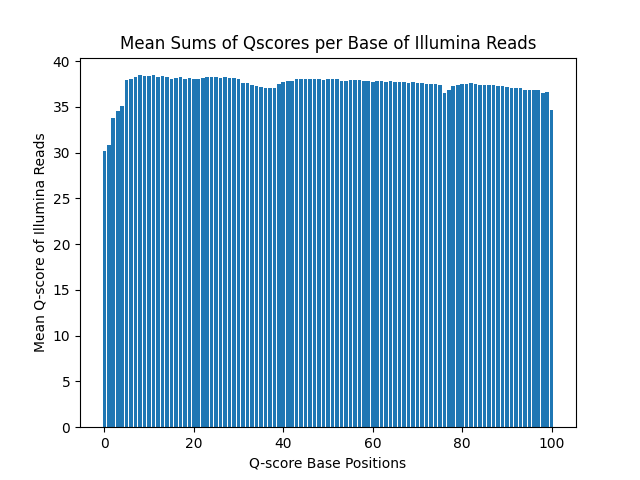 Mean Sums of Qscores per Base of Illumina Reads
Mean Q-score of Illumina Reads
40
35
30
25
20
15
10
5
0
0 20 40 60 80 100
Q-score Base Positions